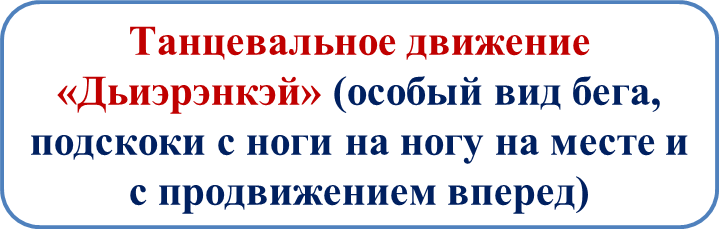 Танцевальное движение
«Дьиэрэнкэй» (особый вид бега,
подскоки с ноги на ногу на месте и
с продвижением вперед)